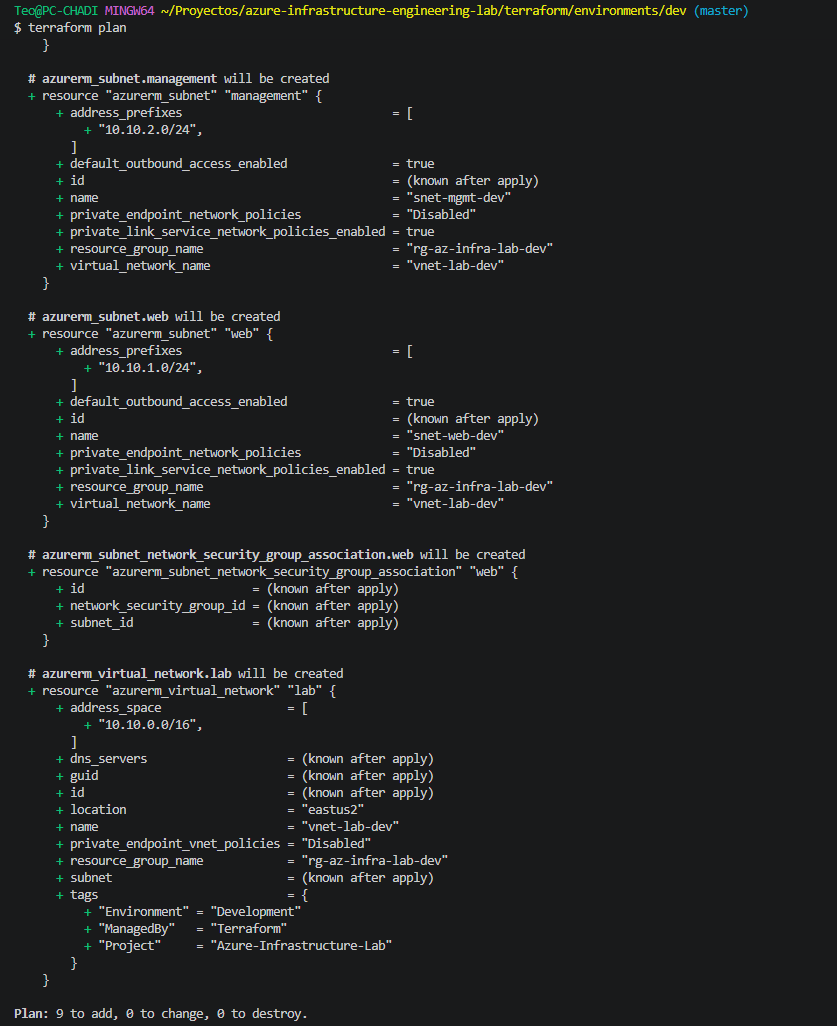 Teo@PC-CHADI MINGW64 ~/Proyectos/azure-infrastructure-engineering-lab/terraform/environments/dev (master)
$ terraform plan
    }

  # azurerm_subnet.management will be created
  + resource "azurerm_subnet" "management" {
      + address_prefixes                              = [
          + "10.10.2.0/24",
        ]
      + default_outbound_access_enabled               = true
      + id                                            = (known after apply)
      + name                                          = "snet-mgmt-dev"
      + private_endpoint_network_policies             = "Disabled"
      + private_link_service_network_policies_enabled = true
      + resource_group_name                           = "rg-az-infra-lab-dev"
      + virtual_network_name                          = "vnet-lab-dev"
    }

  # azurerm_subnet.web will be created
  + resource "azurerm_subnet" "web" {
      + address_prefixes                              = [
          + "10.10.1.0/24",
        ]
      + default_outbound_access_enabled               = true
      + id                                            = (known after apply)
      + name                                          = "snet-web-dev"
      + private_endpoint_network_policies             = "Disabled"
      + private_link_service_network_policies_enabled = true
      + resource_group_name                           = "rg-az-infra-lab-dev"
      + virtual_network_name                          = "vnet-lab-dev"
    }

  # azurerm_subnet_network_security_group_association.web will be created
  + resource "azurerm_subnet_network_security_group_association" "web" {
      + id                        = (known after apply)
      + network_security_group_id = (known after apply)
      + subnet_id                 = (known after apply)
    }

  # azurerm_virtual_network.lab will be created
  + resource "azurerm_virtual_network" "lab" {
      + address_space                  = [
          + "10.10.0.0/16",
        ]
      + dns_servers                    = (known after apply)
      + guid                           = (known after apply)
      + id                             = (known after apply)
      + location                       = "eastus2"
      + name                           = "vnet-lab-dev"
      + private_endpoint_vnet_policies = "Disabled"
      + resource_group_name            = "rg-az-infra-lab-dev"
      + subnet                         = (known after apply)
      + tags                           = {
          + "Environment" = "Development"
          + "ManagedBy"   = "Terraform"
          + "Project"     = "Azure-Infrastructure-Lab"
        }
    }

Plan: 9 to add, 0 to change, 0 to destroy.